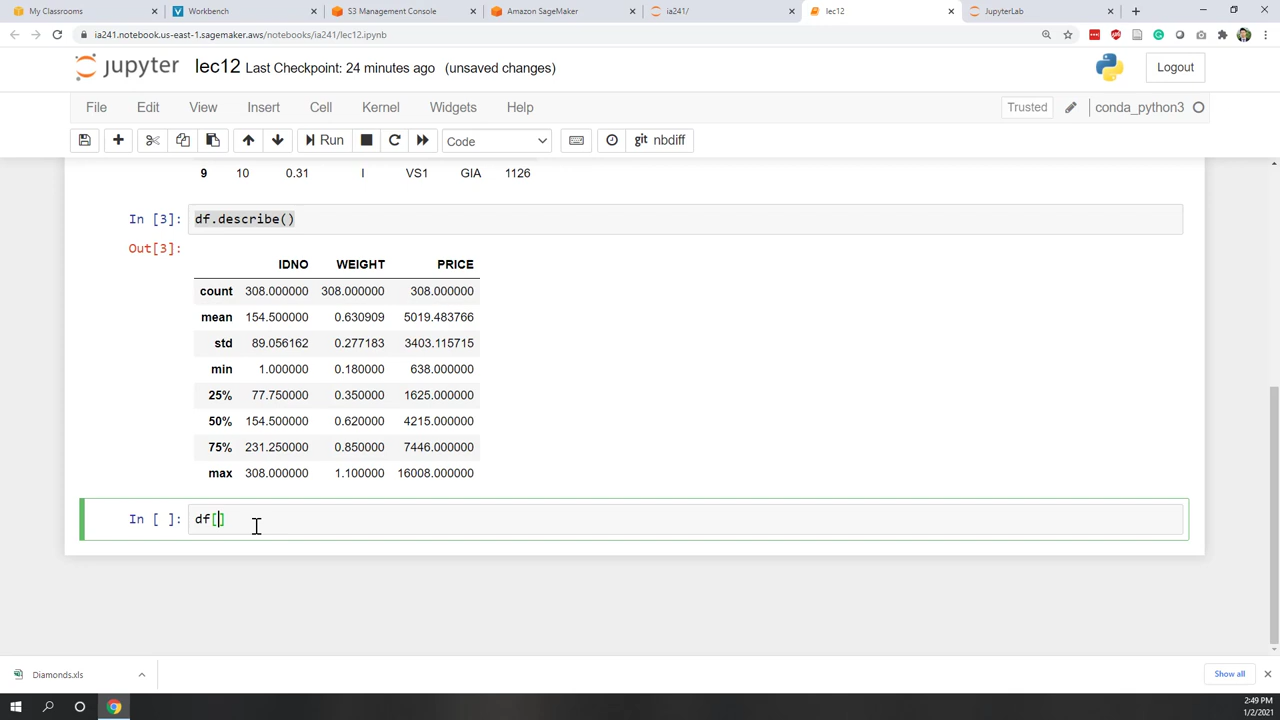 My Classrooms
Workbench
S3 Management Console
Amazon SageMaker
ia241/
lec12
JupyterLab
ia241.notebook.us-east-1.sagemaker.aws/notebooks/ia241/lec12.ipynb
jupyter lec12 Last Checkpoint: 24 minutes ago (unsaved changes)
Logout
File Edit View Insert Cell Kernel Widgets Help
Trusted
conda_python3
Run
Code
git nbdiff
9 10 0.31 I VS1 GIA 1126
In [3]: df.describe()
Out[3]:
IDNO WEIGHT PRICE
count 308.000000 308.000000 308.000000
mean 154.500000 0.630909 5019.483766
std 89.056162 0.277183 3403.115715
min 1.000000 0.180000 638.000000
25% 77.750000 0.350000 1625.000000
50% 154.500000 0.620000 4215.000000
75% 231.250000 0.850000 7446.000000
max 308.000000 1.100000 16008.000000
In [ ]: df[]
Diamonds.xls
Show all
2:49 PM
1/2/2021